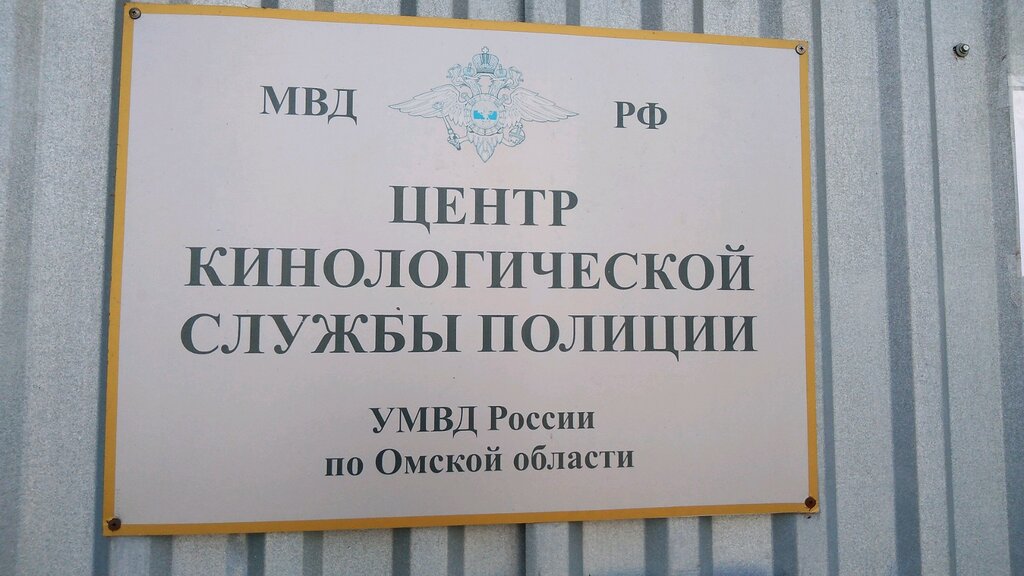 МВД РФ
ЦЕНТР
КИНОЛОГИЧЕСКОЙ
СЛУЖБЫ ПОЛИЦИИ
УМВД России
по Омской области